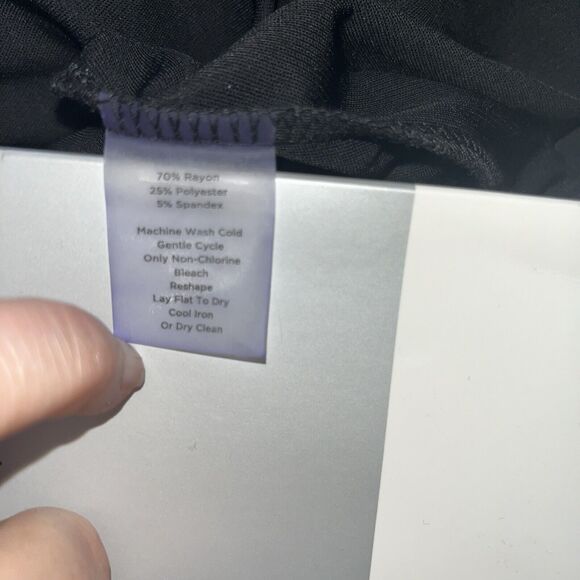 70% Rayon
25% Polyester
5% Spandex
Machine Wash Cold
Gentle Cycle
Only Non-Chlorine
Bleach
Reshape
Lay Flat To Dry
Cool Iron
Or Dry Clean